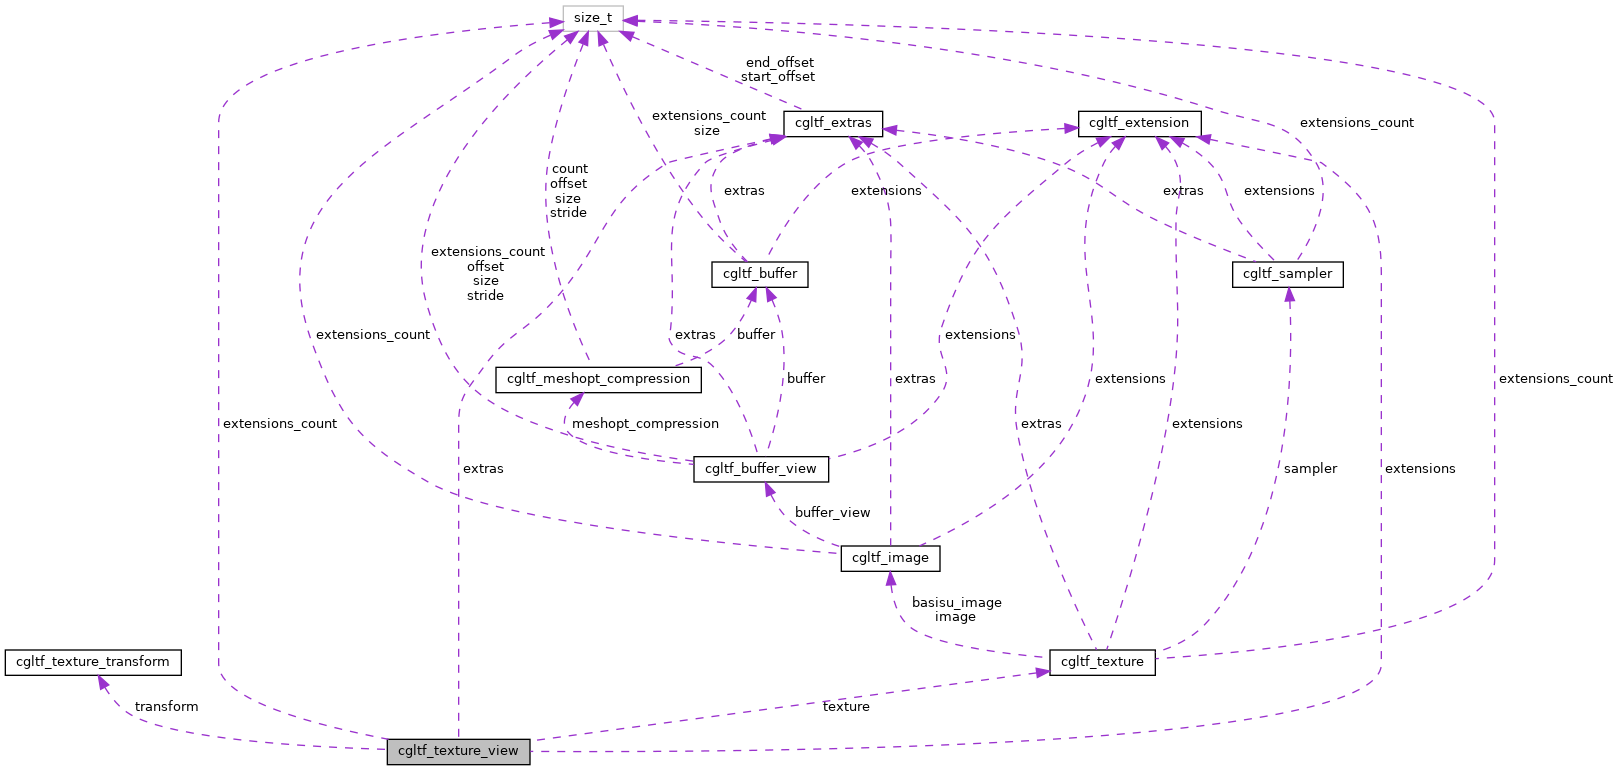 size_t
end_offset
start_offset
extensions_count
size
cgltf_extras
cgltf_extension
extensions_count
count
offset
size
stride
extras
extensions
extras
extensions
extensions_count
offset
size
stride
cgltf_buffer
cgltf_sampler
extensions_count
extras
buffer
extensions
cgltf_meshopt_compression
buffer
extras
extensions
extensions_count
extensions_count
meshopt_compression
extras
extensions
extras
cgltf_buffer_view
sampler
extensions
buffer_view
cgltf_image
basisu_image
image
cgltf_texture_transform
cgltf_texture
transform
texture
cgltf_texture_view